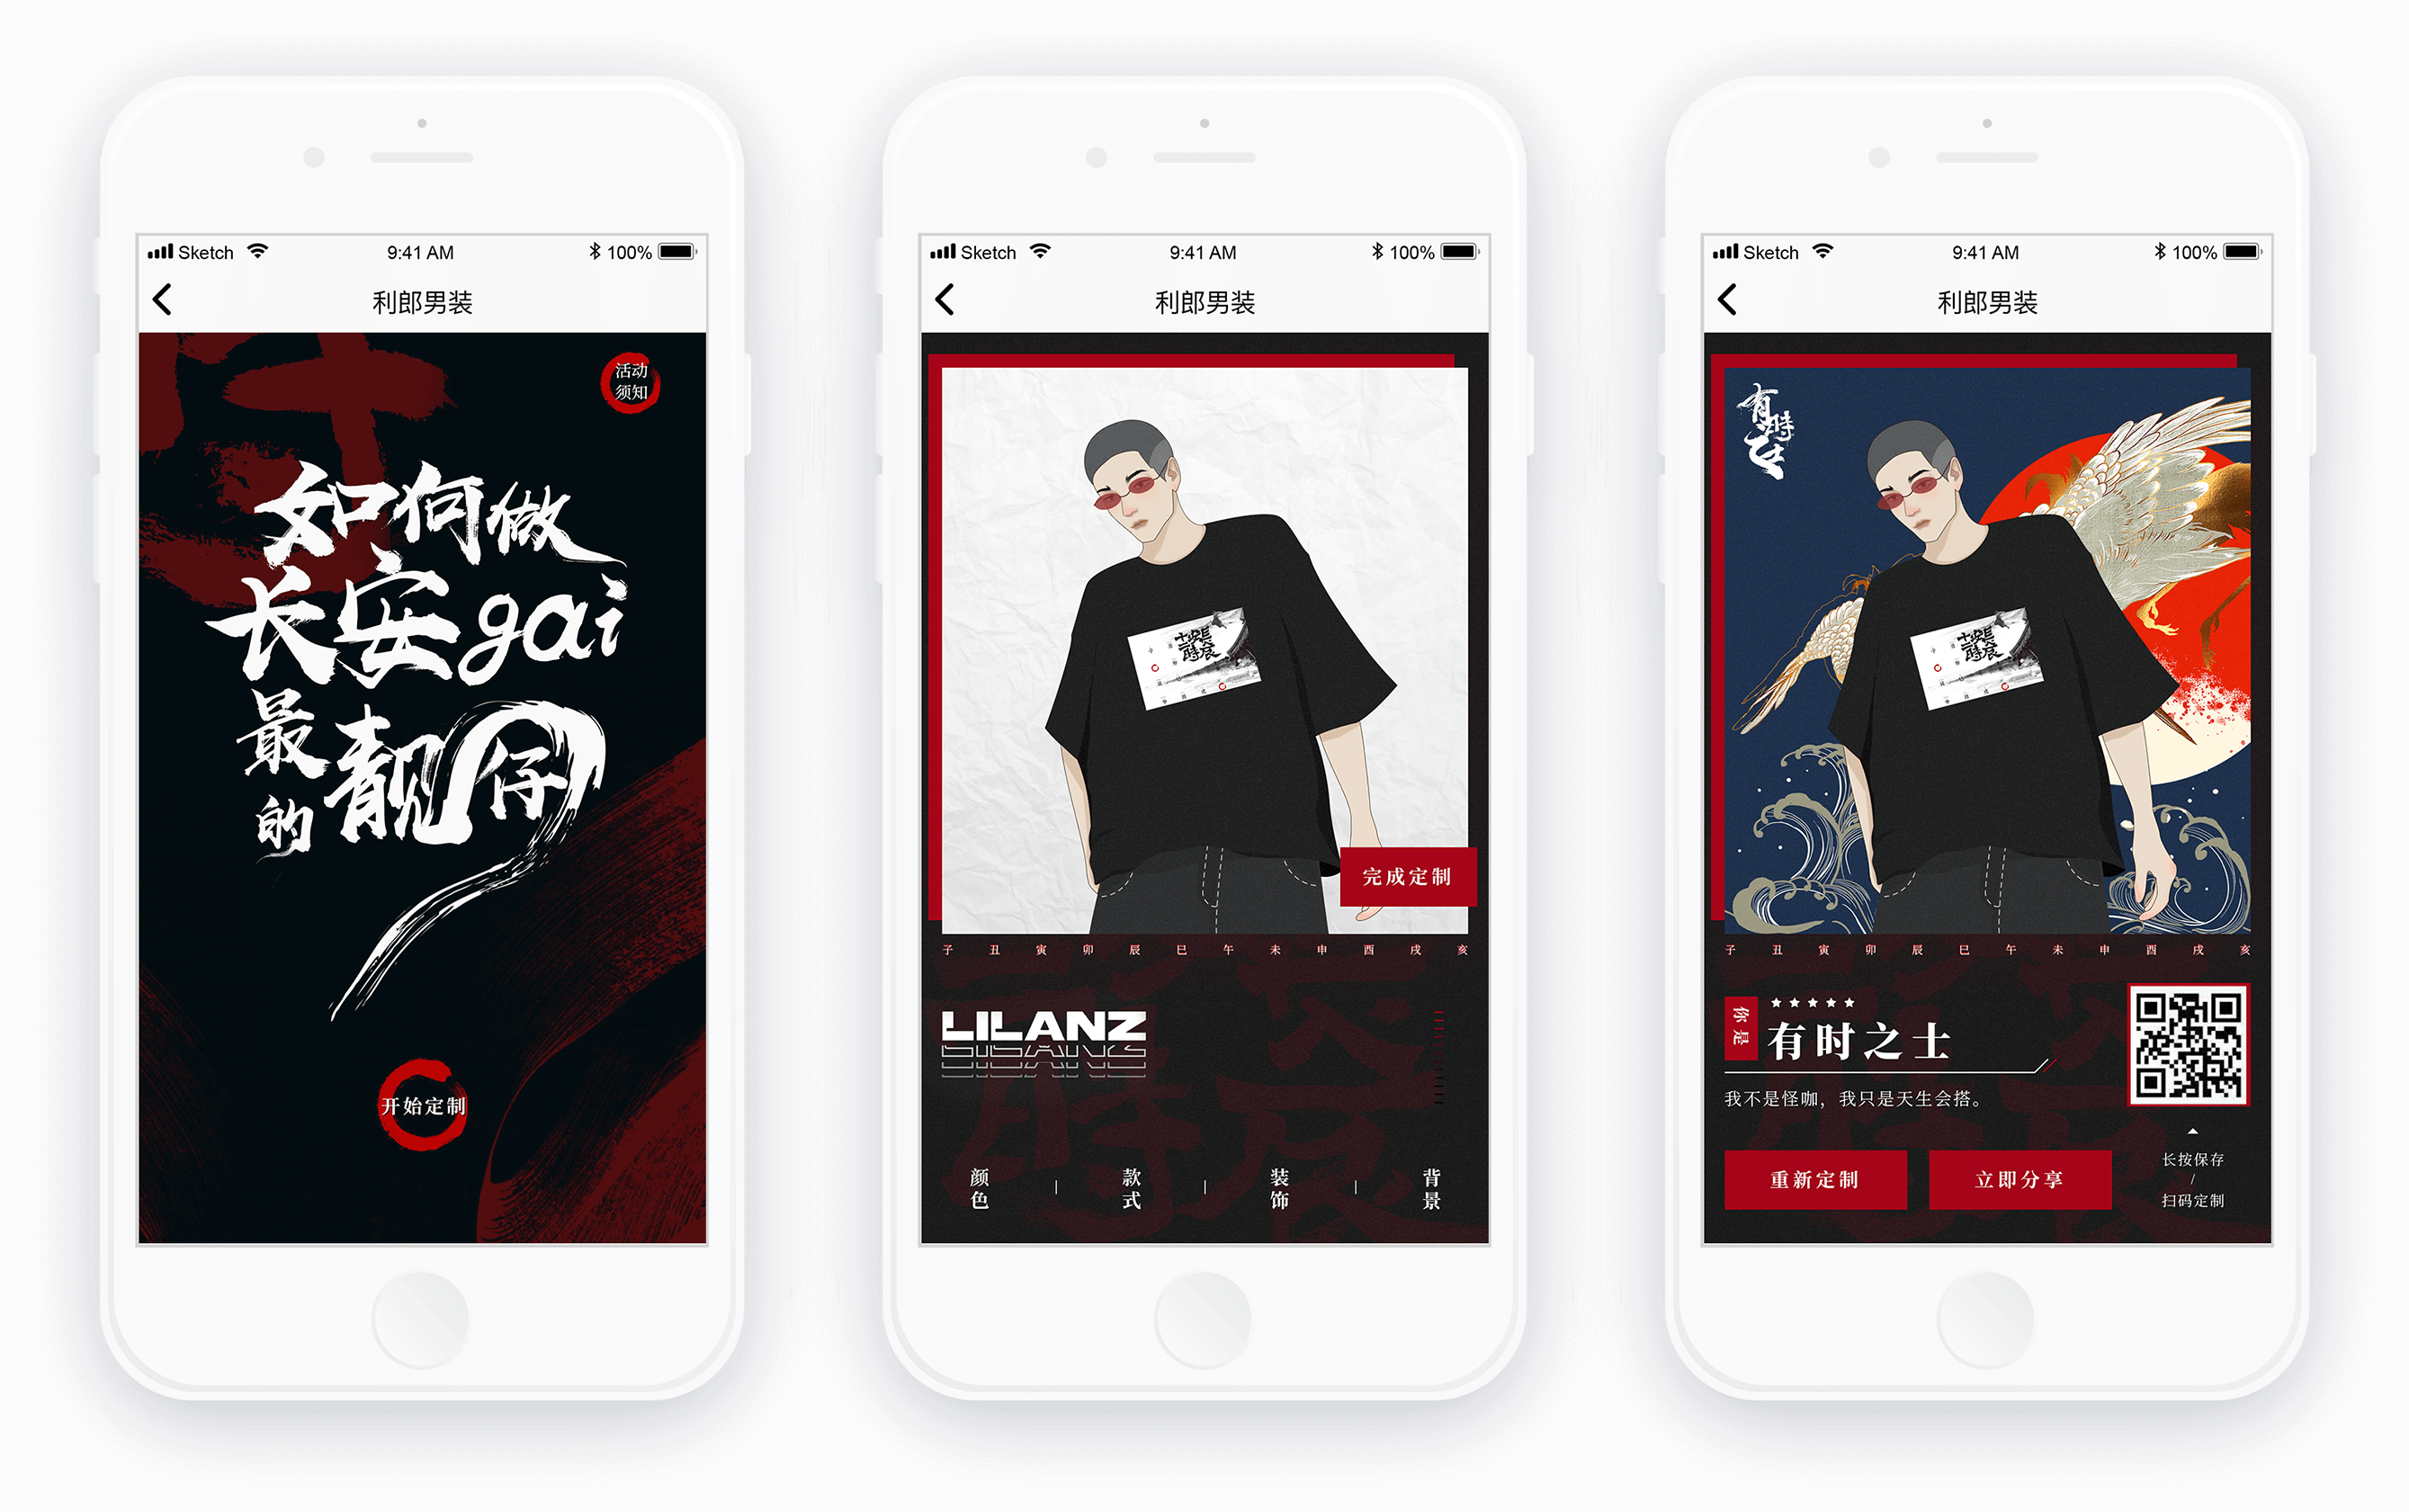 Sketch 9:41 AM 100%
利郎男装
活动
须知
如何做
长安gai
最靓仔
的
开始定制
Sketch 9:41 AM 100%
利郎男装
完成定制
子 丑 寅 卯 辰 巳 午 未 申 酉 戌 亥
LILANZ
颜色 | 款式 | 装饰 | 背景
Sketch 9:41 AM 100%
利郎男装
有時之士
子 丑 寅 卯 辰 巳 午 未 申 酉 戌 亥
你是
有时之士
我不是怪咖，我只是天生会搭。
重新定制
立即分享
长按保存
/
扫码定制